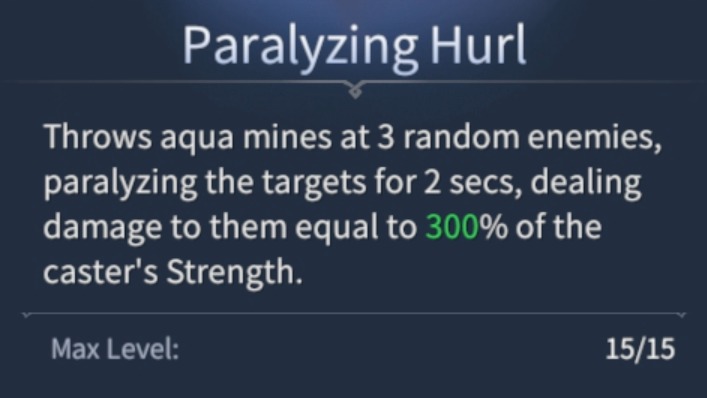 Paralyzing Hurl
Throws aqua mines at 3 random enemies,
paralyzing the targets for 2 secs, dealing
damage to them equal to 300% of the
caster's Strength.
Max Level: 15/15